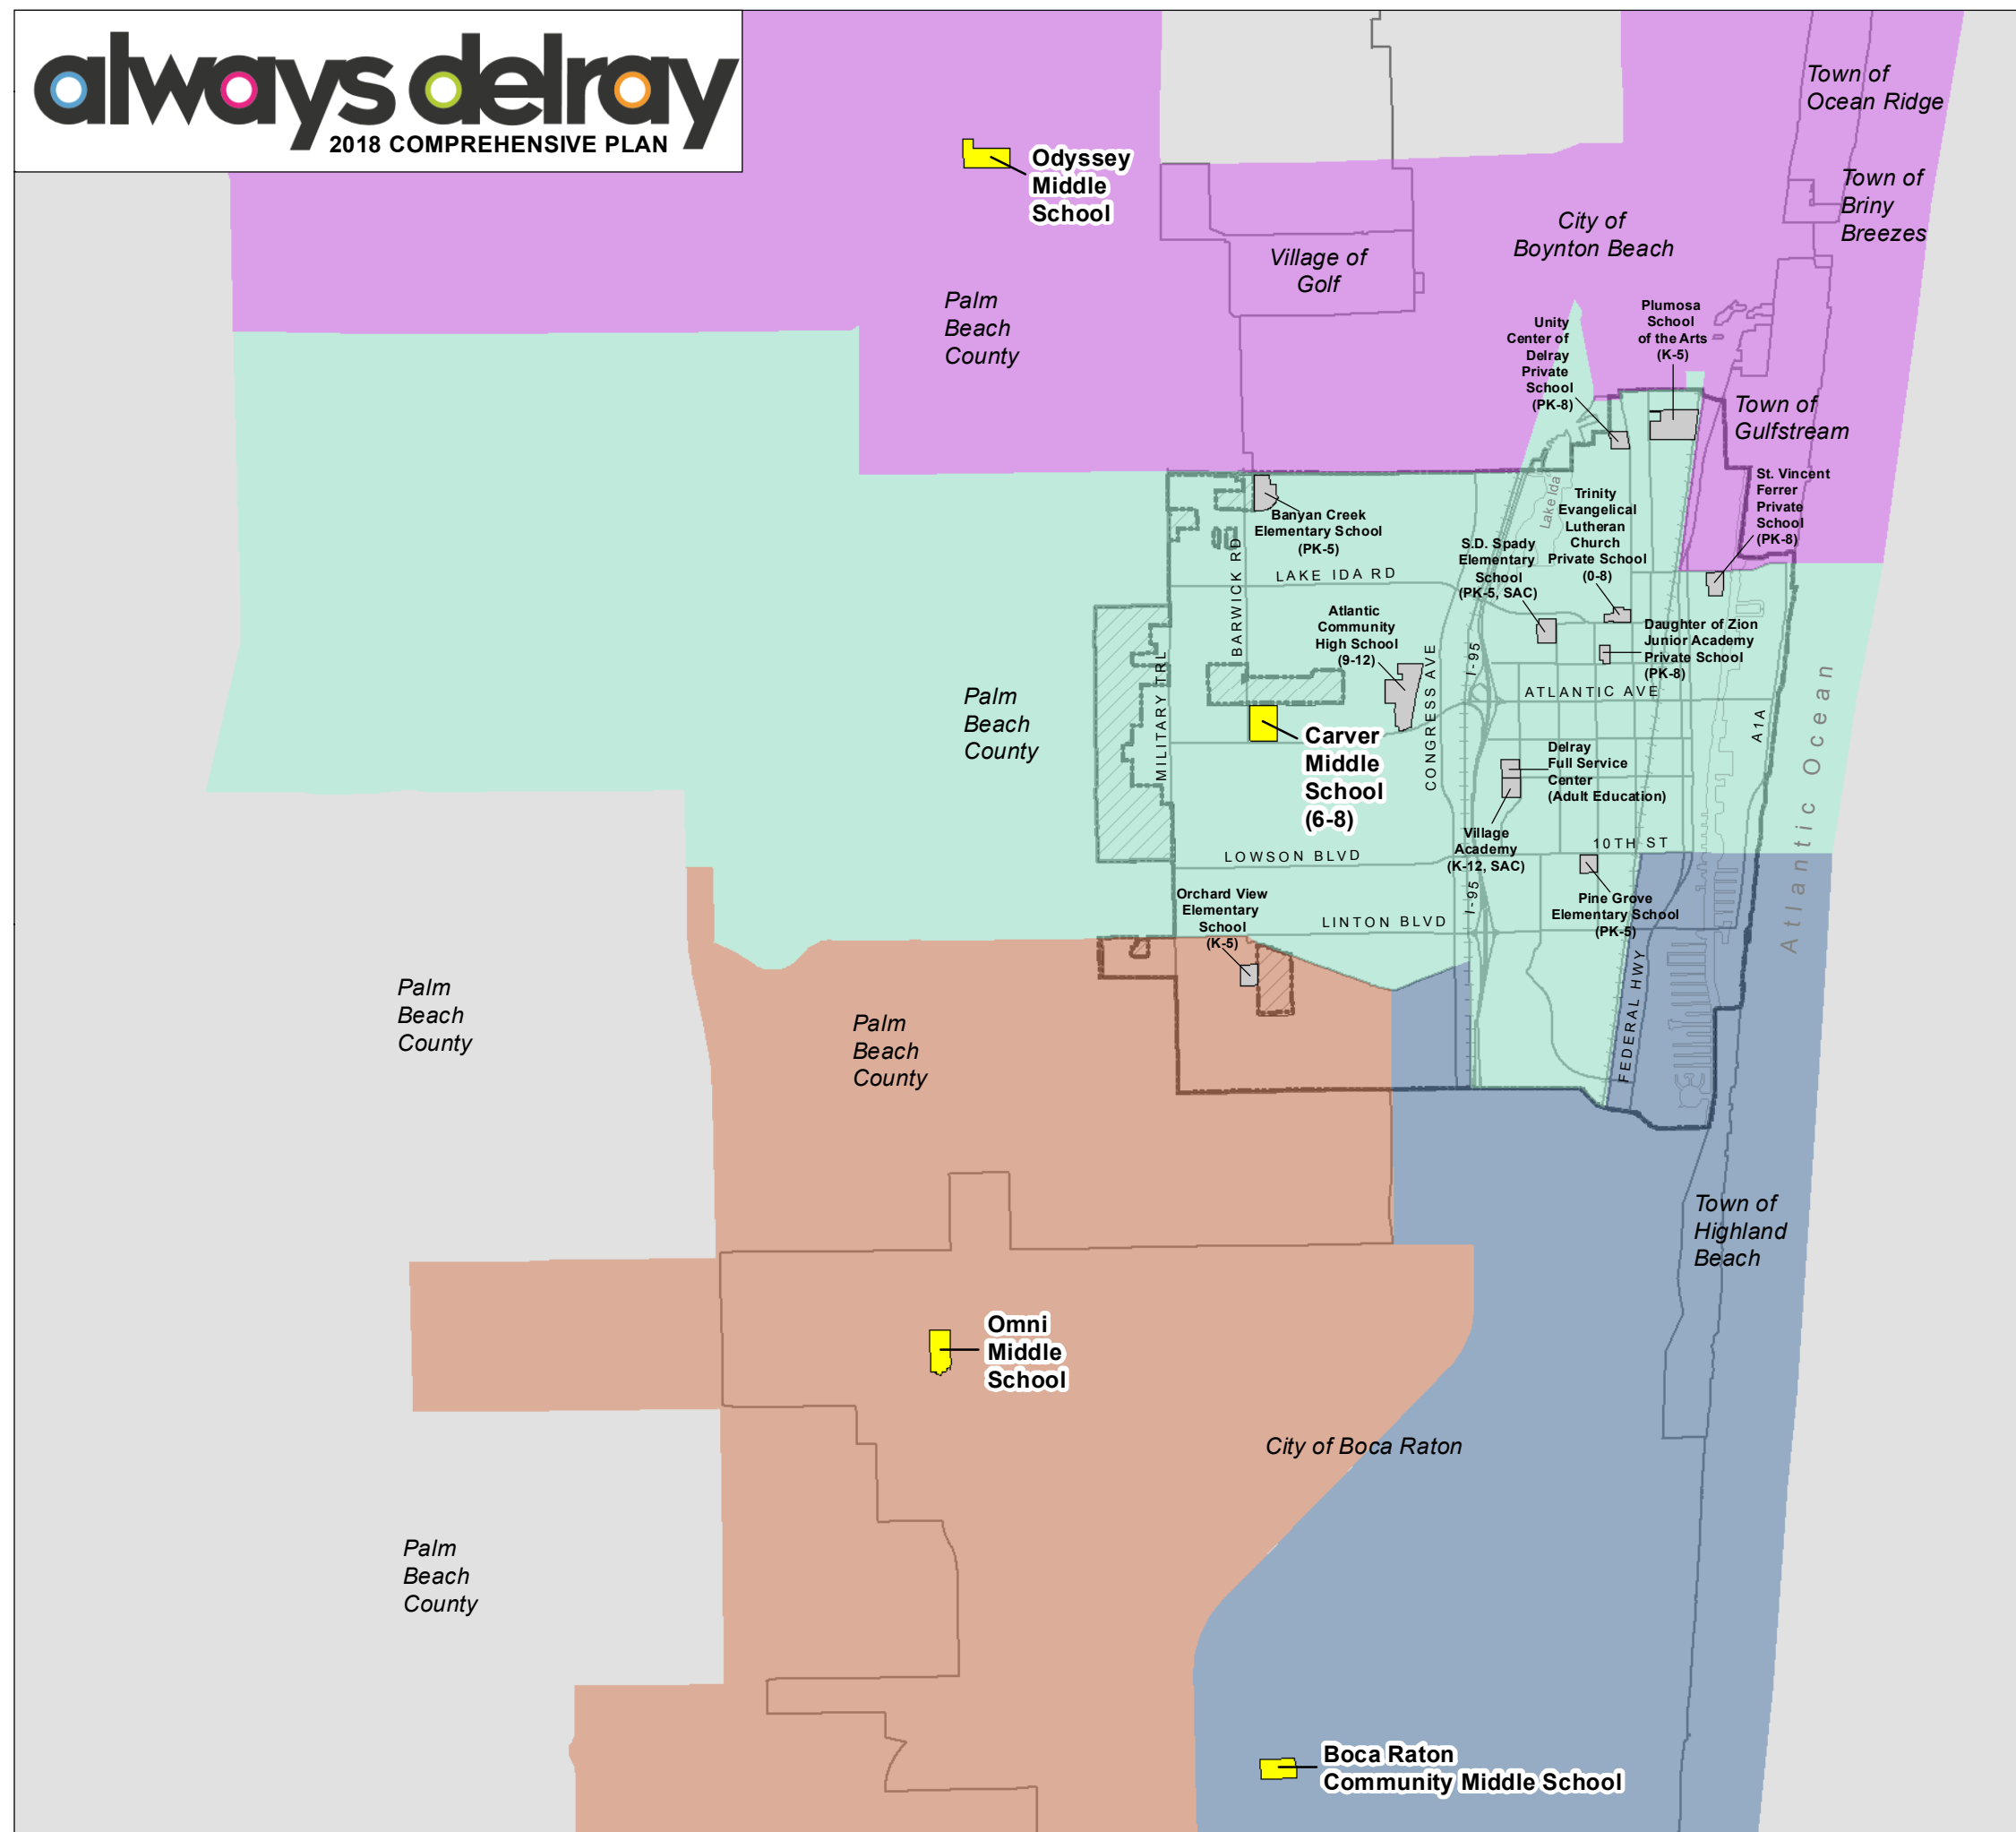 always delray
2018 COMPREHENSIVE PLAN
Town of
Ocean Ridge
Odyssey
Middle
School
Town of
Briny
Breezes
City of
Boynton Beach
Village of
Golf
Palm
Beach
County
Unity
Center of
Delray
Private
School
(PK-8)
Plumosa
School
of the Arts
(K-5)
Town of
Gulfstream
St. Vincent
Ferrer
Private
School
(PK-8)
Lake Ida
Trinity
Evangelical
Lutheran
Church
Private School
(0-8)
Banyan Creek
Elementary School
(PK-5)
S.D. Spady
Elementary
School
(PK-5, SAC)
BARWICK RD
LAKE IDA RD
Atlantic
Community
High School
(9-12)
Daughter of Zion
Junior Academy
Private School
(PK-8)
I-95
CONGRESS AVE
MILITARY TRL
ATLANTIC AVE
A1A
Atlantic Ocean
Palm
Beach
County
Carver
Middle
School
(6-8)
Delray
Full Service
Center
(Adult Education)
Village
Academy
(K-12, SAC)
10TH ST
LOWSON BLVD
I-95
Orchard View
Elementary
School
(K-5)
LINTON BLVD
Pine Grove
Elementary School
(PK-5)
FEDERAL HWY
Palm
Beach
County
Palm
Beach
County
Town of
Highland
Beach
Omni
Middle
School
City of Boca Raton
Palm
Beach
County
Boca Raton
Community Middle School